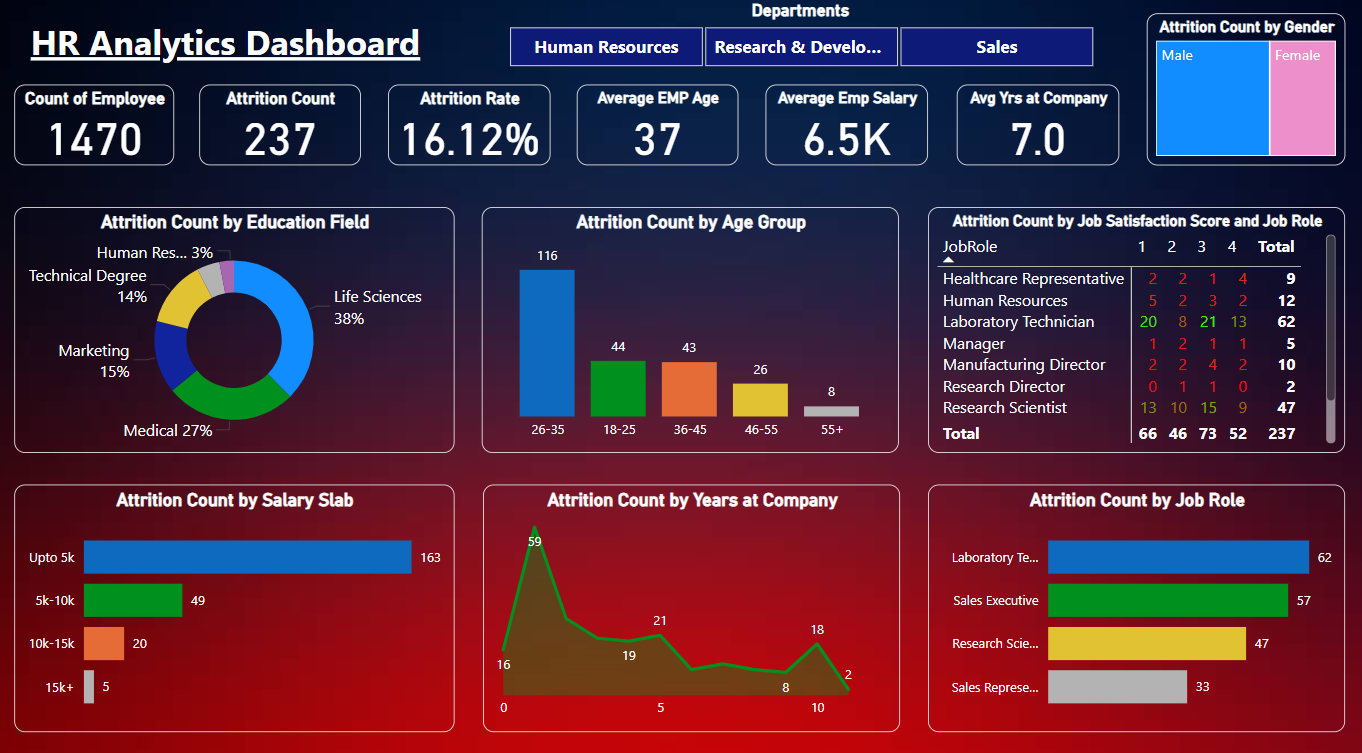 HR Analytics Dashboard
Departments
Human Resources
Research & Develo...
Sales
Attrition Count by Gender
Male
Female
Count of Employee
1470
Attrition Count
237
Attrition Rate
16.12%
Average EMP Age
37
Average Emp Salary
6.5K
Avg Yrs at Company
7.0
Attrition Count by Education Field
Human Res... 3%
Technical Degree
14%
Life Sciences
38%
Marketing
15%
Medical 27%
Attrition Count by Age Group
116
44
43
26
8
26-35 18-25 36-45 46-55 55+
Attrition Count by Job Satisfaction Score and Job Role
JobRole 1 2 3 4 Total
Healthcare Representative 2 2 1 4 9
Human Resources 5 2 3 2 12
Laboratory Technician 20 8 21 13 62
Manager 1 2 1 1 5
Manufacturing Director 2 2 4 2 10
Research Director 0 1 1 0 2
Research Scientist 13 10 15 9 47
Total 66 46 73 52 237
Attrition Count by Salary Slab
Upto 5k 163
5k-10k 49
10k-15k 20
15k+ 5
Attrition Count by Years at Company
59
21
18
16
19
8
2
0 5 10
Attrition Count by Job Role
Laboratory Te... 62
Sales Executive 57
Research Scie... 47
Sales Represe... 33